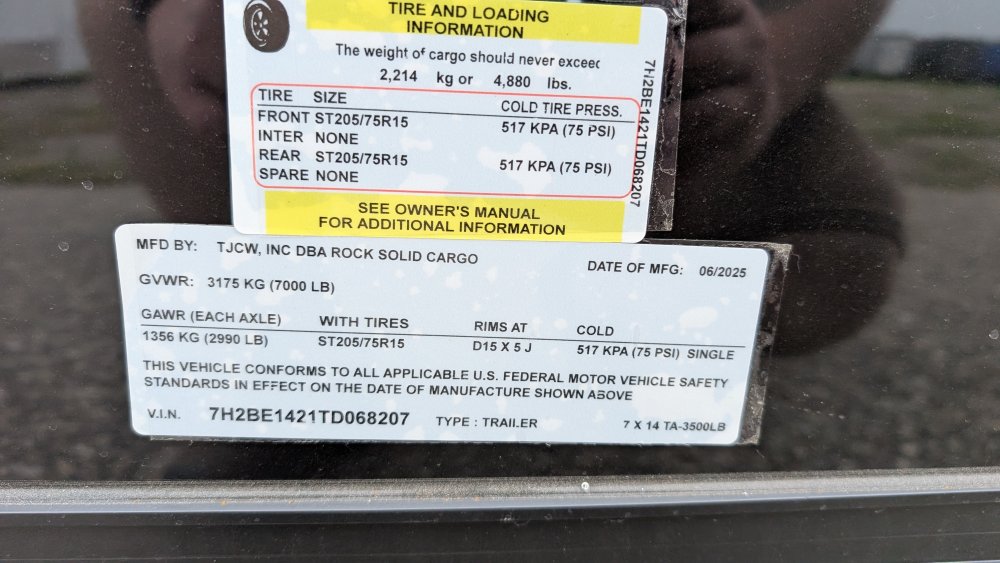 TIRE AND LOADING
INFORMATION
The weight of cargo should never exceed
2,214 kg or 4,880 lbs.
TIRE SIZE COLD TIRE PRESS.
FRONT ST205/75R15 517 KPA (75 PSI)
INTER NONE
REAR ST205/75R15 517 KPA (75 PSI)
SPARE NONE
SEE OWNER'S MANUAL
FOR ADDITIONAL INFORMATION
7H2BE1421TD068207
MFD BY: TJCW, INC DBA ROCK SOLID CARGO DATE OF MFG: 06/2025
GVWR: 3175 KG (7000 LB)
GAWR (EACH AXLE) WITH TIRES RIMS AT COLD
1356 KG (2990 LB) ST205/75R15 D15 X 5 J 517 KPA (75 PSI) SINGLE
THIS VEHICLE CONFORMS TO ALL APPLICABLE U.S. FEDERAL MOTOR VEHICLE SAFETY
STANDARDS IN EFFECT ON THE DATE OF MANUFACTURE SHOWN ABOVE
V.I.N. 7H2BE1421TD068207 TYPE : TRAILER 7 X 14 TA-3500LB